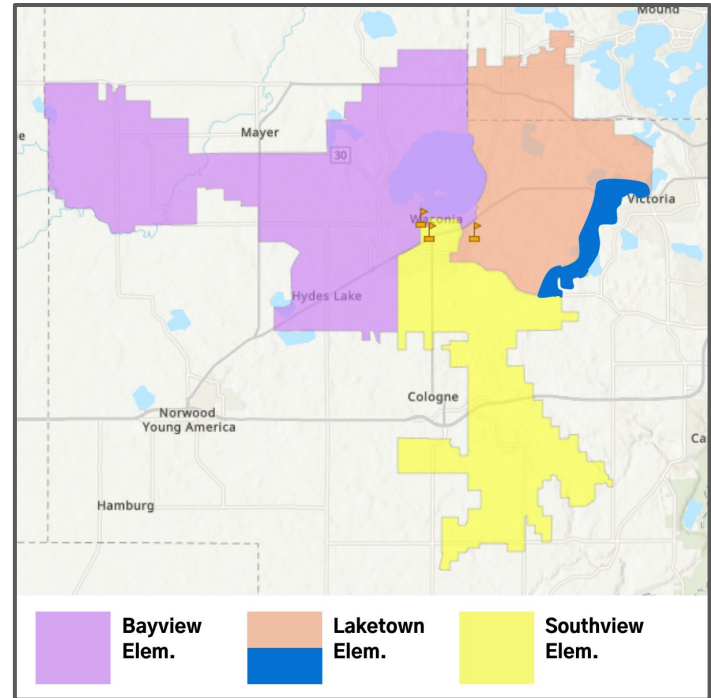 Mound
e
Mayer
30
Victoria
Waconia
Hydes Lake
Cologne
Norwood
Young America
Ca
Hamburg
Bayview
Elem.
Laketown
Elem.
Southview
Elem.